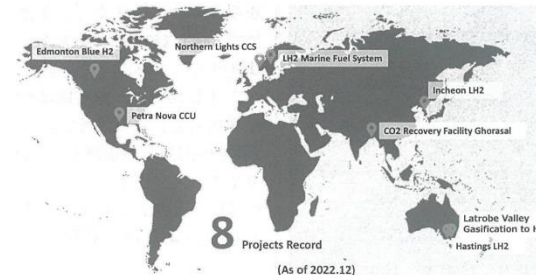 Northern Lights CCS
Edmonton Blue H2
LH2 Marine Fuel System
Incheon LH2
Petra Nova CCU
CO2 Recovery Facility Ghorasal
Latrobe Valley
Gasification to H
Hastings LH2
8 Projects Record
(As of 2022.12)